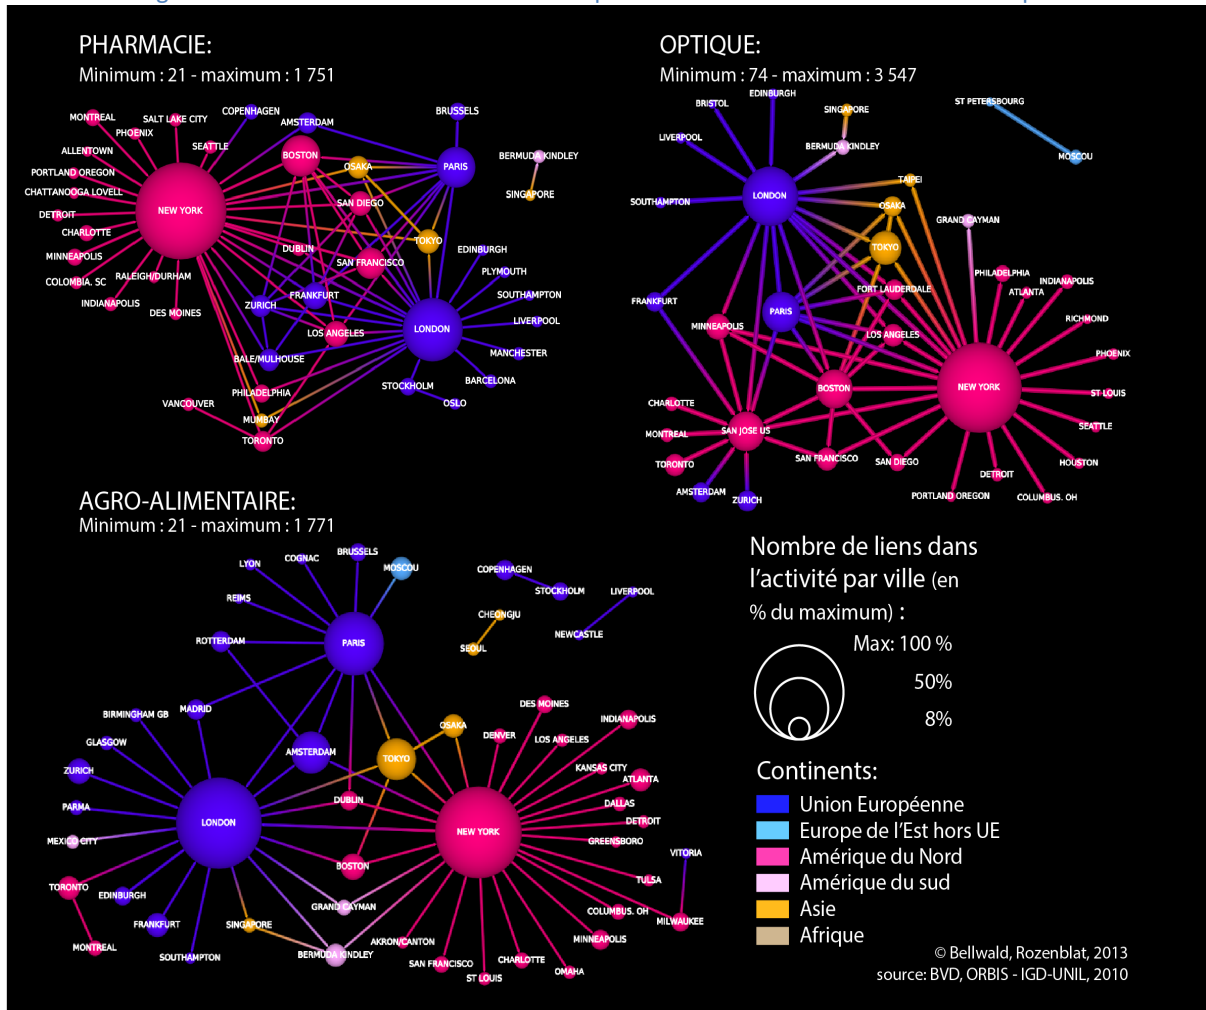 PHARMACIE:
Minimum : 21 - maximum : 1 751
MONTREAL
SALT LAKE CITY
COPENHAGEN
AMSTERDAM
BRUSSELS
PHOENIX
SEATTLE
ALLENTOWN
BOSTON
OSAKA
PARIS
BERMUDA KINDLEY
PORTLAND OREGON
CHATTANOOGA LOVELL
SINGAPORE
NEW YORK
SAN DIEGO
DETROIT
CHARLOTTE
TOKYO
MINNEAPOLIS
DUBLIN
EDINBURGH
SAN FRANCISCO
PLYMOUTH
COLOMBIA. SC
RALEIGH/DURHAM
INDIANAPOLIS
ZURICH
FRANKFURT
SOUTHAMPTON
DES MOINES
LIVERPOOL
LOS ANGELES
LONDON
BALE/MULHOUSE
MANCHESTER
STOCKHOLM
BARCELONA
PHILADELPHIA
VANCOUVER
OSLO
MUMBAY
TORONTO
OPTIQUE:
Minimum : 74 - maximum : 3 547
EDINBURGH
BRISTOL
SINGAPORE
ST PETERSBOURG
LIVERPOOL
BERMUDA KINDLEY
MOSCOU
TAIPEI
LONDON
SOUTHAMPTON
OSAKA
GRAND CAYMAN
TOKYO
PHILADELPHIA
INDIANAPOLIS
FORT LAUDERDALE
ATLANTA
FRANKFURT
PARIS
MINNEAPOLIS
RICHMOND
LOS ANGELES
PHOENIX
BOSTON
NEW YORK
ST LOUIS
CHARLOTTE
SAN JOSE US
SEATTLE
MONTREAL
TORONTO
SAN FRANCISCO
SAN DIEGO
HOUSTON
DETROIT
AMSTERDAM
ZURICH
PORTLAND OREGON
COLUMBUS. OH
AGRO-ALIMENTAIRE:
Minimum : 21 - maximum : 1 771
LYON
COGNAC
BRUSSELS
MOSCOU
COPENHAGEN
STOCKHOLM
LIVERPOOL
REIMS
CHEONGJU
ROTTERDAM
PARIS
NEWCASTLE
SEOUL
BIRMINGHAM GB
MADRID
DES MOINES
INDIANAPOLIS
OSAKA
GLASGOW
DENVER
LOS ANGELES
AMSTERDAM
TOKYO
ZURICH
KANSAS CITY
ATLANTA
PARMA
DUBLIN
DALLAS
LONDON
NEW YORK
DETROIT
MEXICO CITY
GREENSBORO
VITORIA
BOSTON
TORONTO
TULSA
EDINBURGH
GRAND CAYMAN
COLUMBUS. OH
FRANKFURT
SINGAPORE
MILWAUKEE
MONTREAL
AKRON/CANTON
MINNEAPOLIS
SOUTHAMPTON
BERMUDA KINDLEY
SAN FRANCISCO
CHARLOTTE
ST LOUIS
OMAHA
Nombre de liens dans
l'activité par ville (en
% du maximum) :
Max: 100 %
50%
8%
Continents:
Union Européenne
Europe de l'Est hors UE
Amérique du Nord
Amérique du sud
Asie
Afrique
© Bellwald, Rozenblat, 2013
source: BVD, ORBIS - IGD-UNIL, 2010